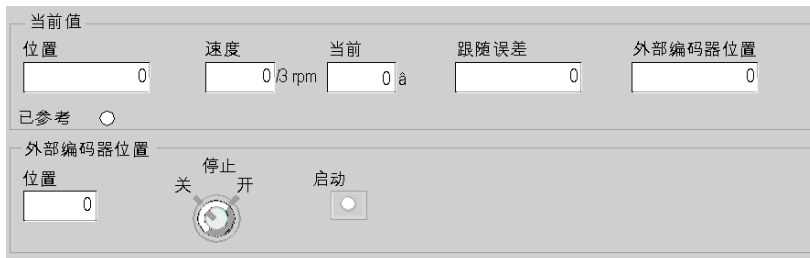 当前值
位置 速度 当前 跟随误差 外部编码器位置
0 0 /3 rpm 0 â 0 0
已参考
外部编码器位置
停止
位置 关 开 启动
0